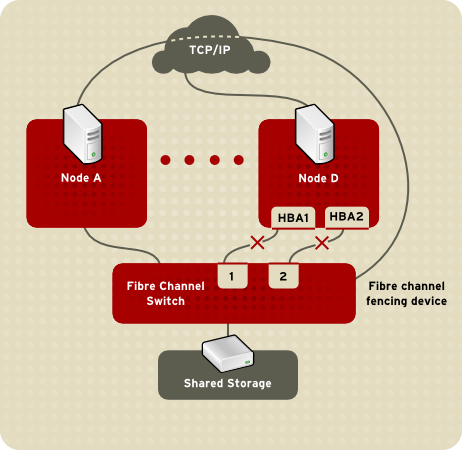 TCP/IP
Node A
Node D
HBA1
HBA2
1
2
Fibre Channel
Switch
Fibre channel
fencing device
Shared Storage